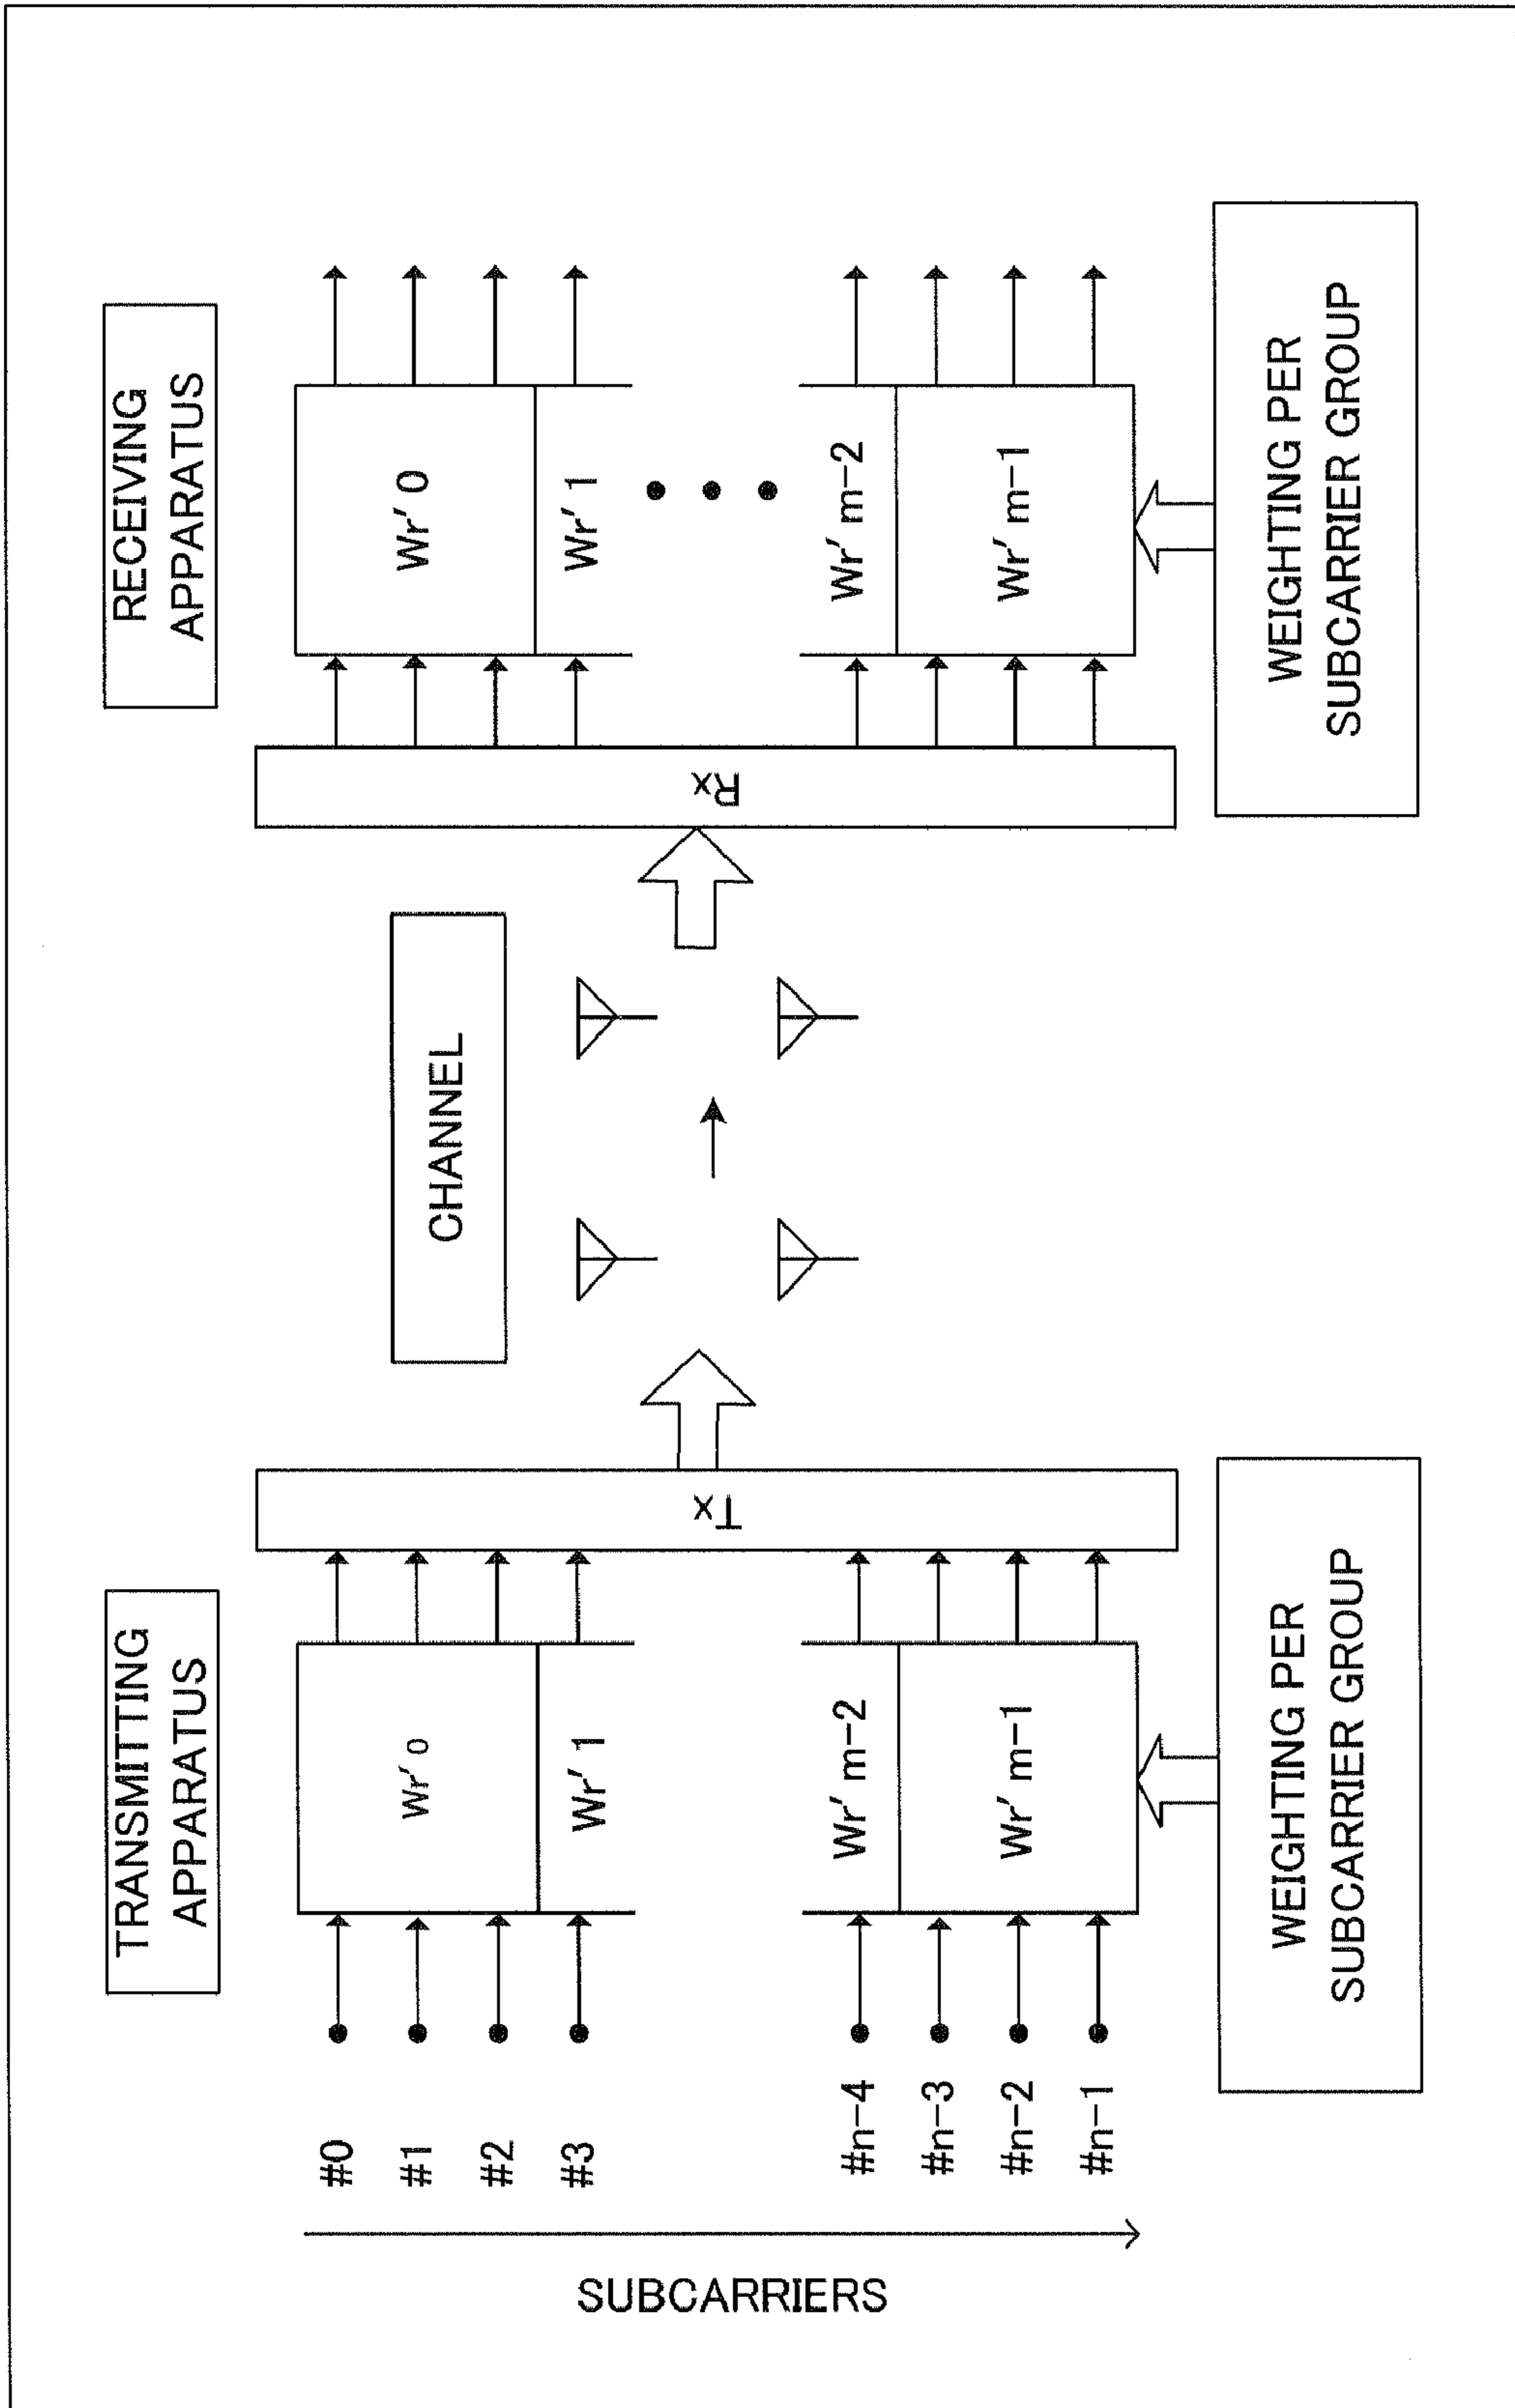 TRANSMITTING
APPARATUS
CHANNEL
RECEIVING
APPARATUS
#0
#1
#2
#3
#n-4
#n-3
#n-2
#n-1
SUBCARRIERS
Wr' 0
Wr' 1
Wr' m-2
Wr' m-1
Tx
Rx
Wr' 0
Wr' 1
Wr' m-2
Wr' m-1
WEIGHTING PER
SUBCARRIER GROUP
WEIGHTING PER
SUBCARRIER GROUP